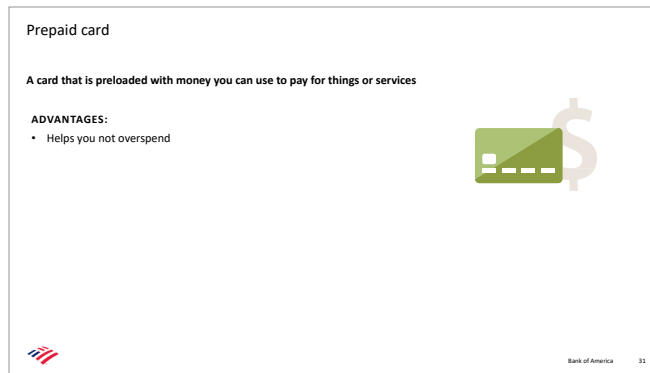 Prepaid card
A card that is preloaded with money you can use to pay for things or services
ADVANTAGES:
• Helps you not overspend
$
Bank of America 31